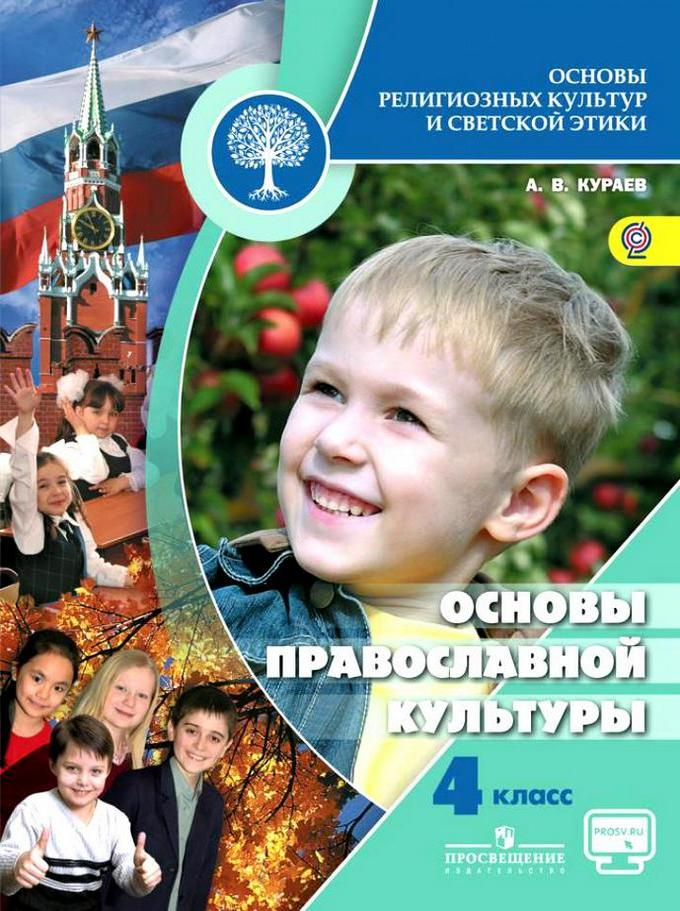 ОСНОВЫ
РЕЛИГИОЗНЫХ КУЛЬТУР
И СВЕТСКОЙ ЭТИКИ
А. В. КУРАЕВ
ОСНОВЫ
ПРАВОСЛАВНОЙ
КУЛЬТУРЫ
4 класс
ПРОСВЕЩЕНИЕ
ИЗДАТЕЛЬСТВО
PROSV.RU